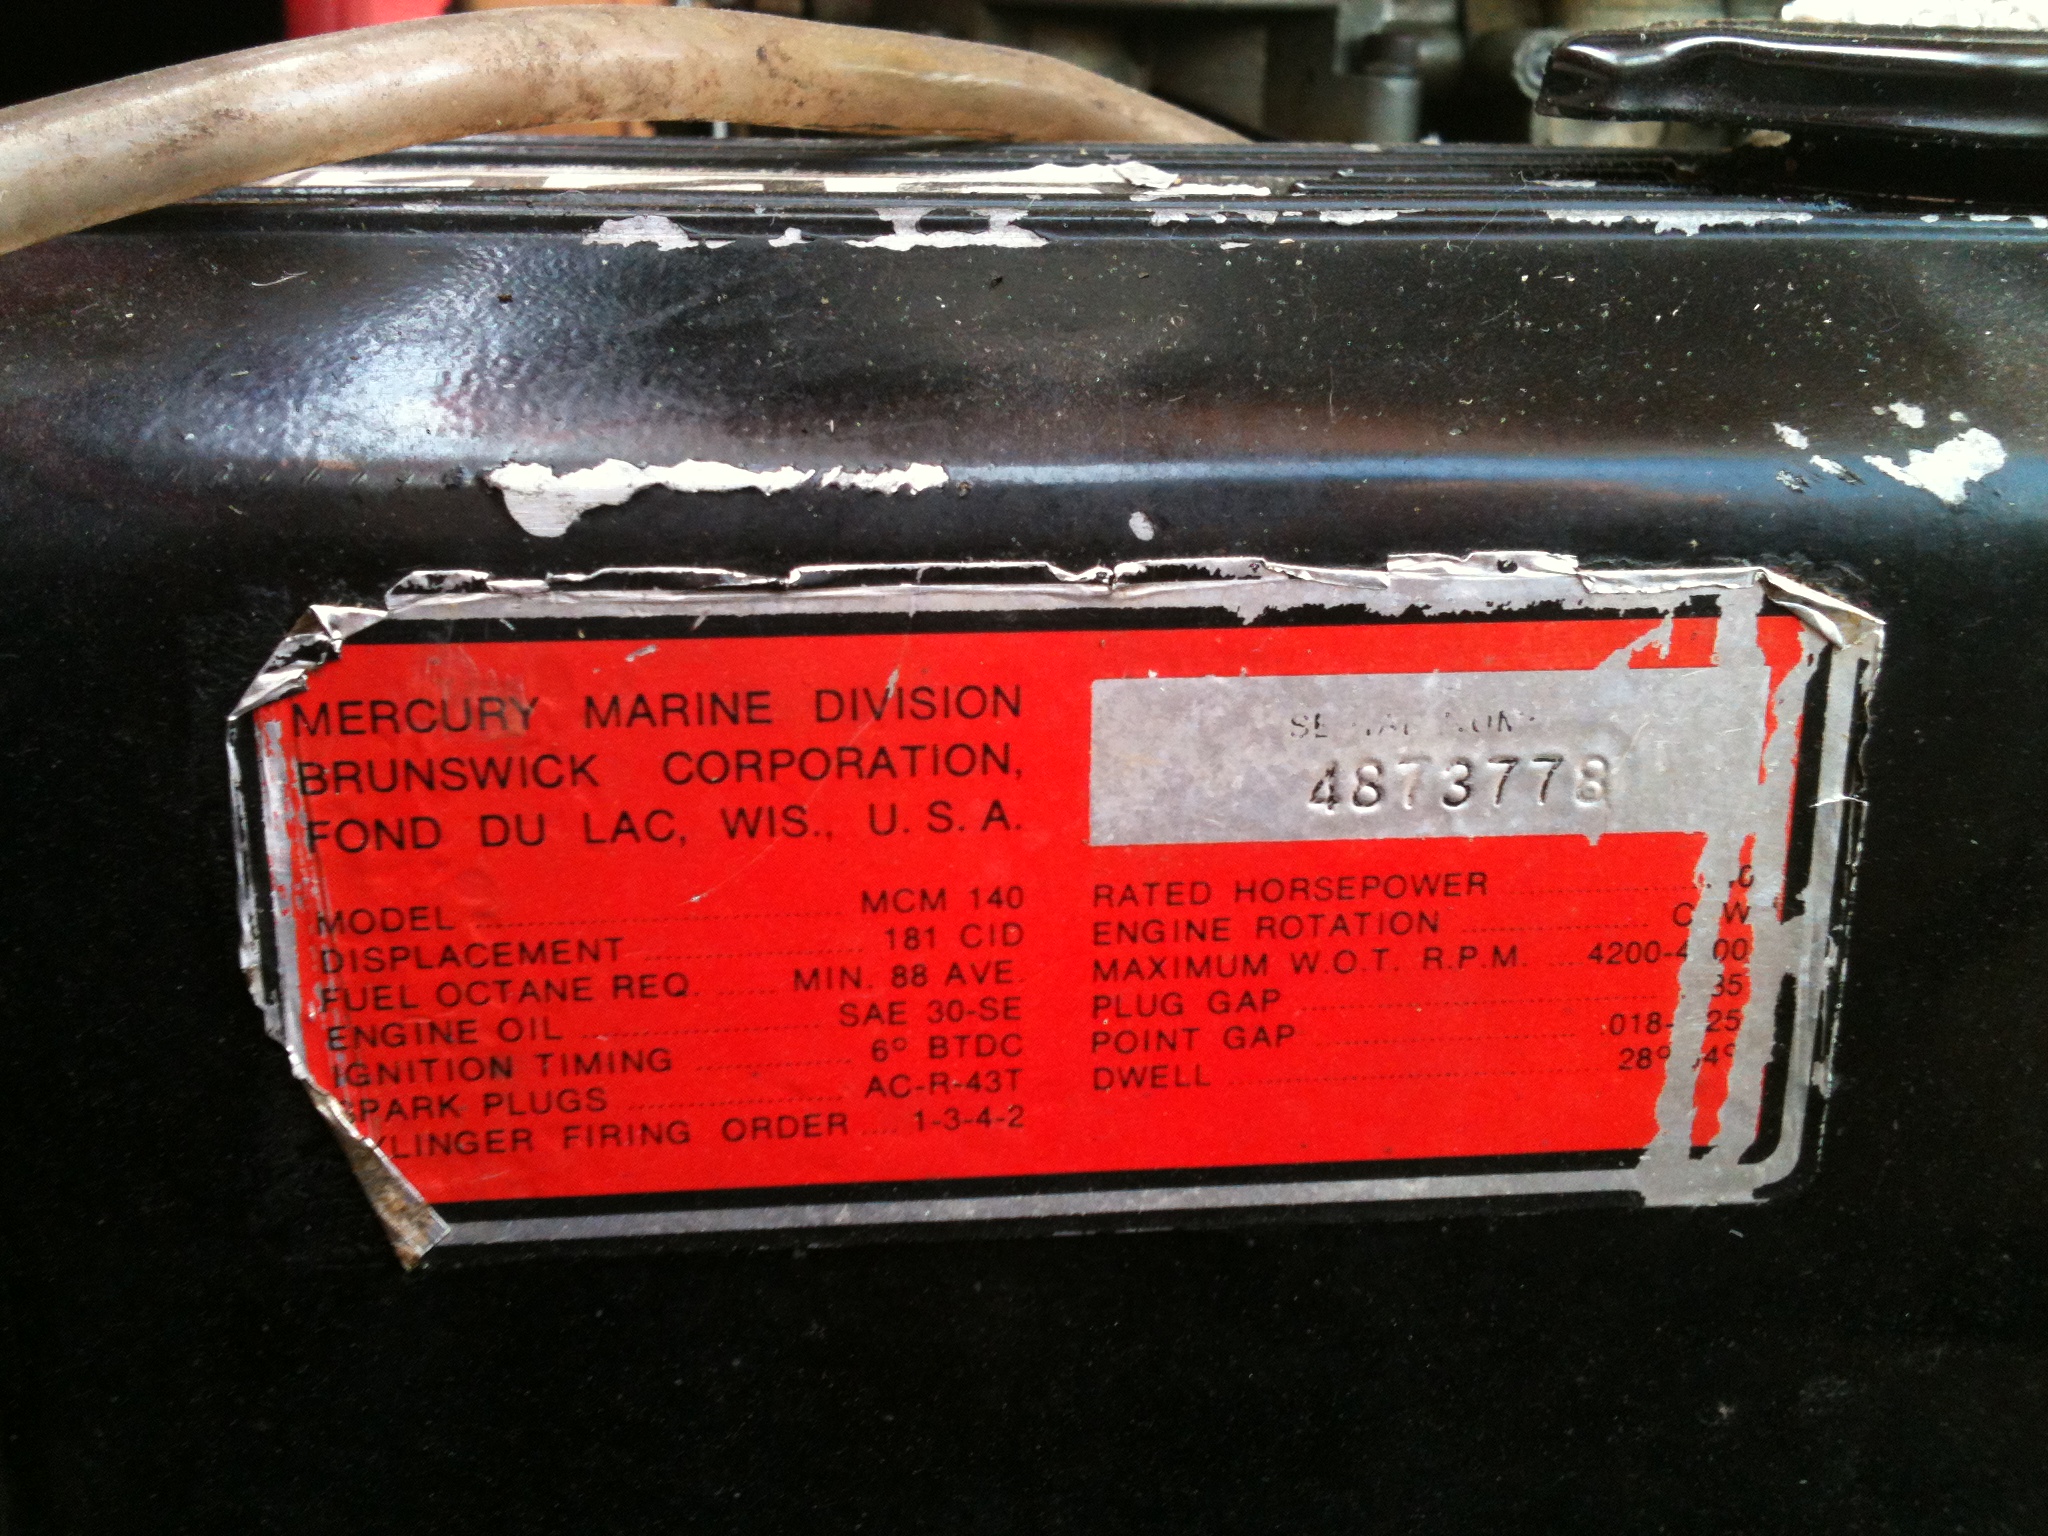 MERCURY MARINE DIVISION
BRUNSWICK CORPORATION,
FOND DU LAC, WIS., U.S.A.
4873778
MODEL MCM 140
DISPLACEMENT 181 CID
FUEL OCTANE REQ. MIN. 88 AVE.
ENGINE OIL SAE 30-SE
IGNITION TIMING 6° BTDC
SPARK PLUGS AC-R-43T
FIRING ORDER 1-3-4-2
RATED HORSEPOWER
ENGINE ROTATION
MAXIMUM W.O.T. R.P.M.
PLUG GAP
POINT GAP
DWELL